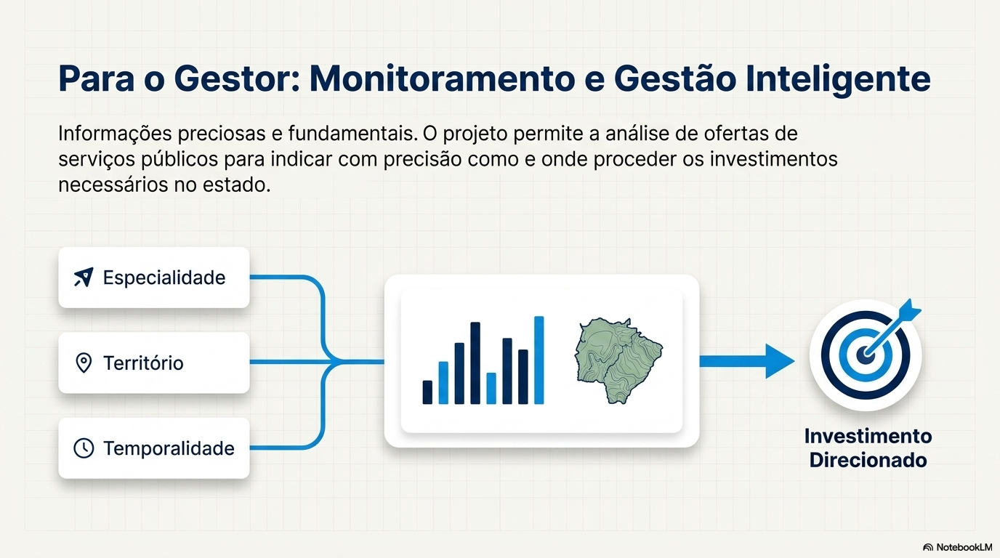 Para o Gestor: Monitoramento e Gestão Inteligente
Informações preciosas e fundamentais. O projeto permite a análise de ofertas de
serviços públicos para indicar com precisão como e onde proceder os investimentos
necessários no estado.
Especialidade
Território
Temporalidade
Investimento
Direcionado
NotebookLM